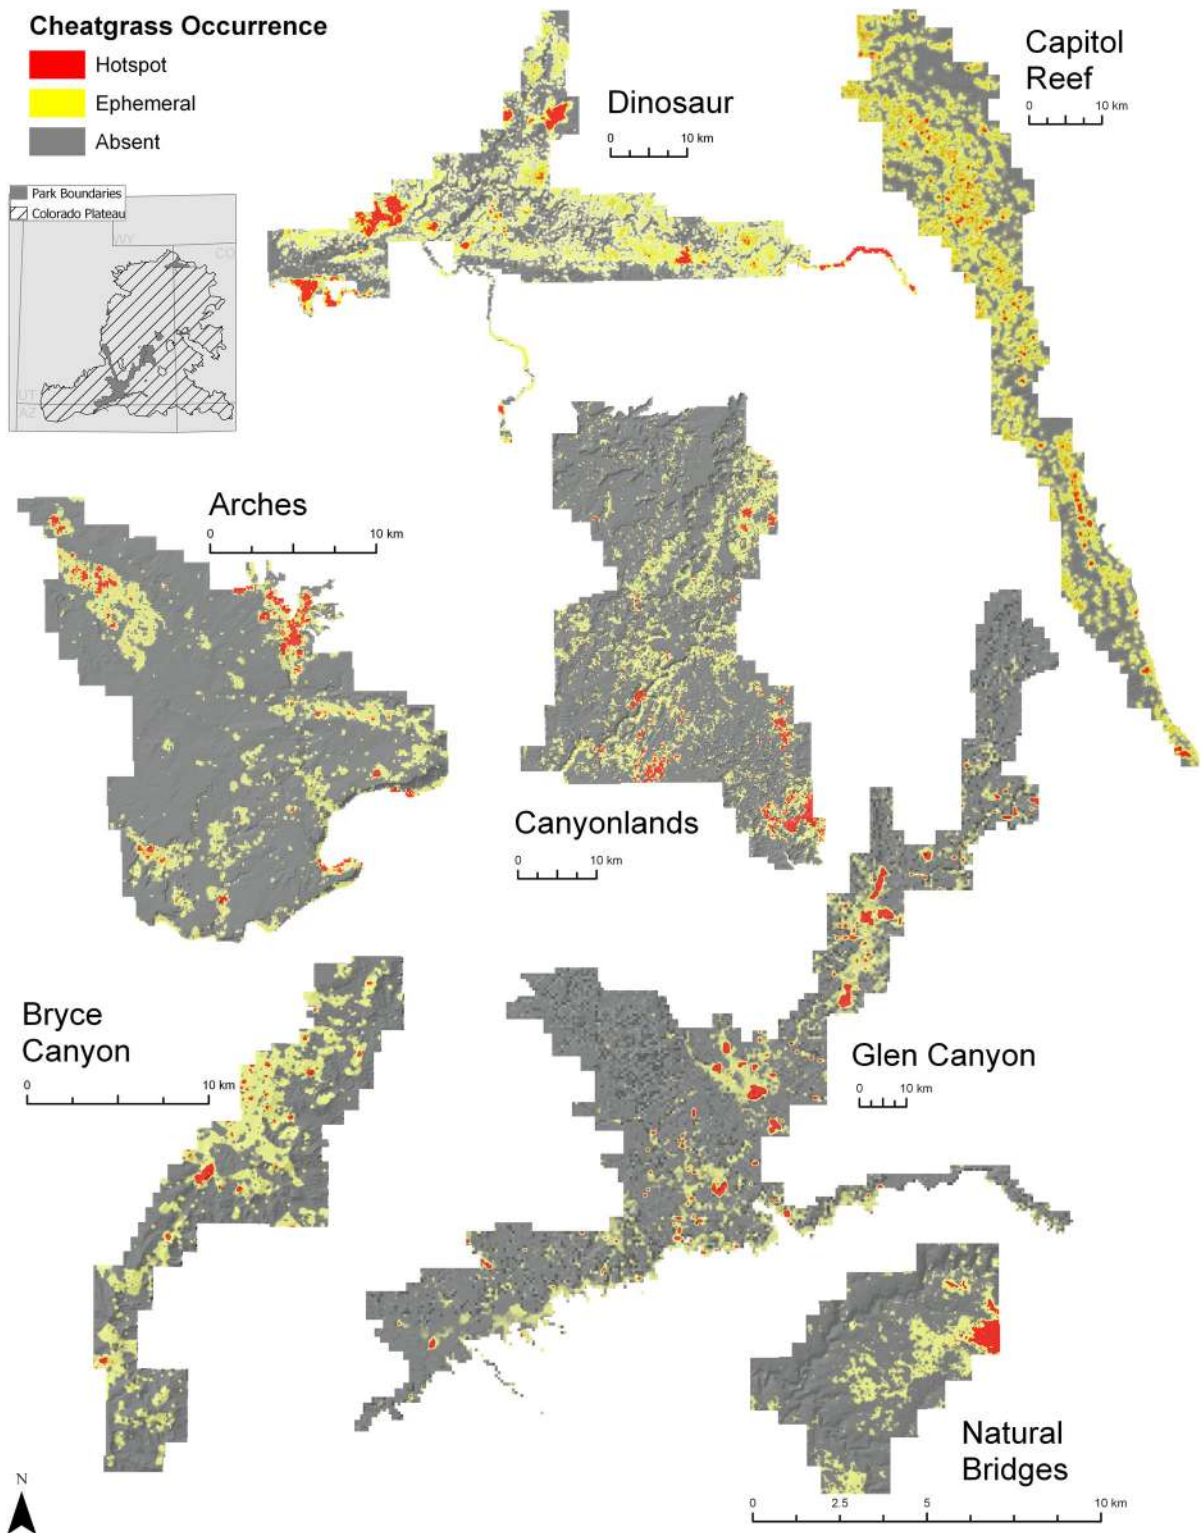 Cheatgrass Occurrence
Hotspot
Ephemeral
Absent
Park Boundaries
Colorado Plateau
WY
CO
UT
AZ
Dinosaur
0 10 km
Capitol
Reef
0 10 km
Arches
0 10 km
Canyonlands
0 10 km
Bryce
Canyon
0 10 km
Glen Canyon
0 10 km
Natural
Bridges
0 2.5 5 10 km
N